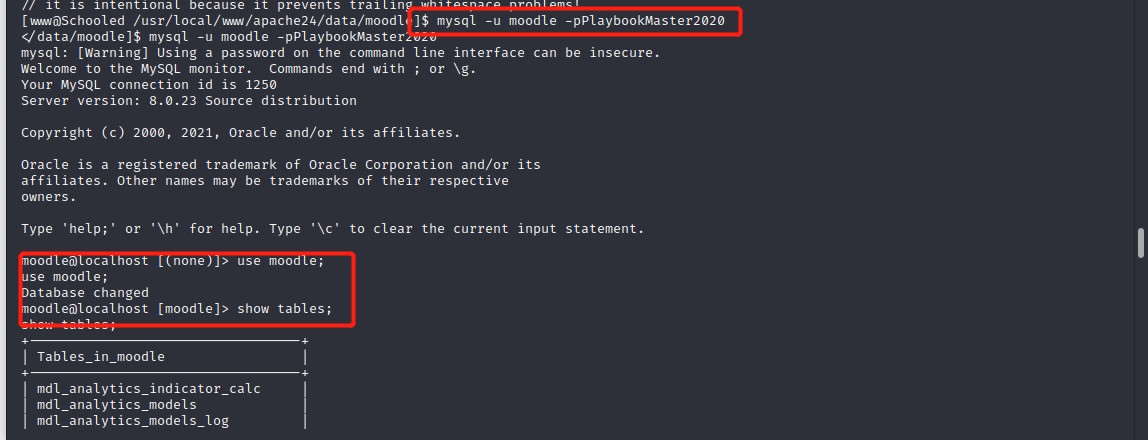 // it is intentional because it prevents trailing whitespace problems!
[www@Schooled /usr/local/www/apache24/data/moodle]$ mysql -u moodle -pPlaybookMaster2020
</data/moodle]$ mysql -u moodle -pPlaybookMaster2020
mysql: [Warning] Using a password on the command line interface can be insecure.
Welcome to the MySQL monitor.  Commands end with ; or \g.
Your MySQL connection id is 1250
Server version: 8.0.23 Source distribution
Copyright (c) 2000, 2021, Oracle and/or its affiliates.
Oracle is a registered trademark of Oracle Corporation and/or its
affiliates. Other names may be trademarks of their respective
owners.
Type 'help;' or '\h' for help. Type '\c' to clear the current input statement.
moodle@localhost [(none)]> use moodle;
use moodle;
Database changed
moodle@localhost [moodle]> show tables;
show tables;
+----------------------------------+
| Tables_in_moodle                 |
+----------------------------------+
| mdl_analytics_indicator_calc     |
| mdl_analytics_models             |
| mdl_analytics_models_log         |